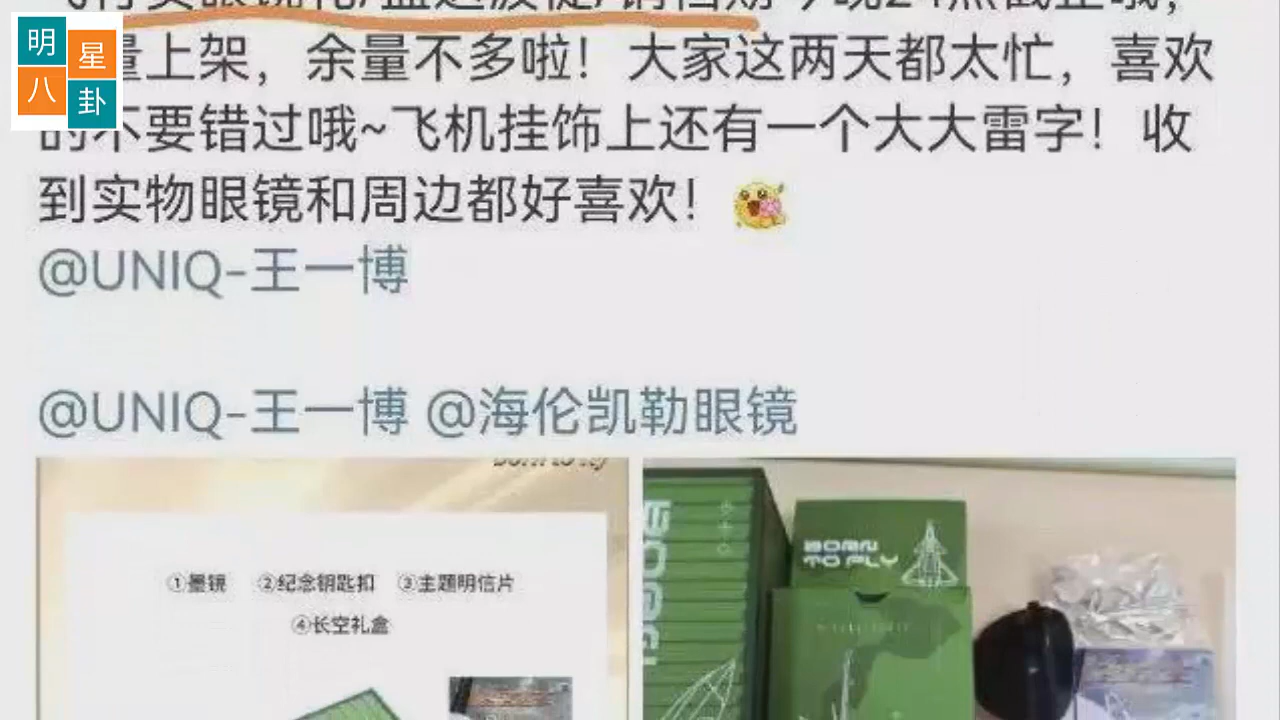 明星
八卦
量上架，余量不多啦！大家这两天都太忙，喜欢
的不要错过哦~飞机挂饰上还有一个大大雷字！收
到实物眼镜和周边都好喜欢！
@UNIQ-王一博
@UNIQ-王一博 @海伦凯勒眼镜
①墨镜 ②纪念钥匙扣 ③主题明信片
④长空礼盒
BORN
TO FLY